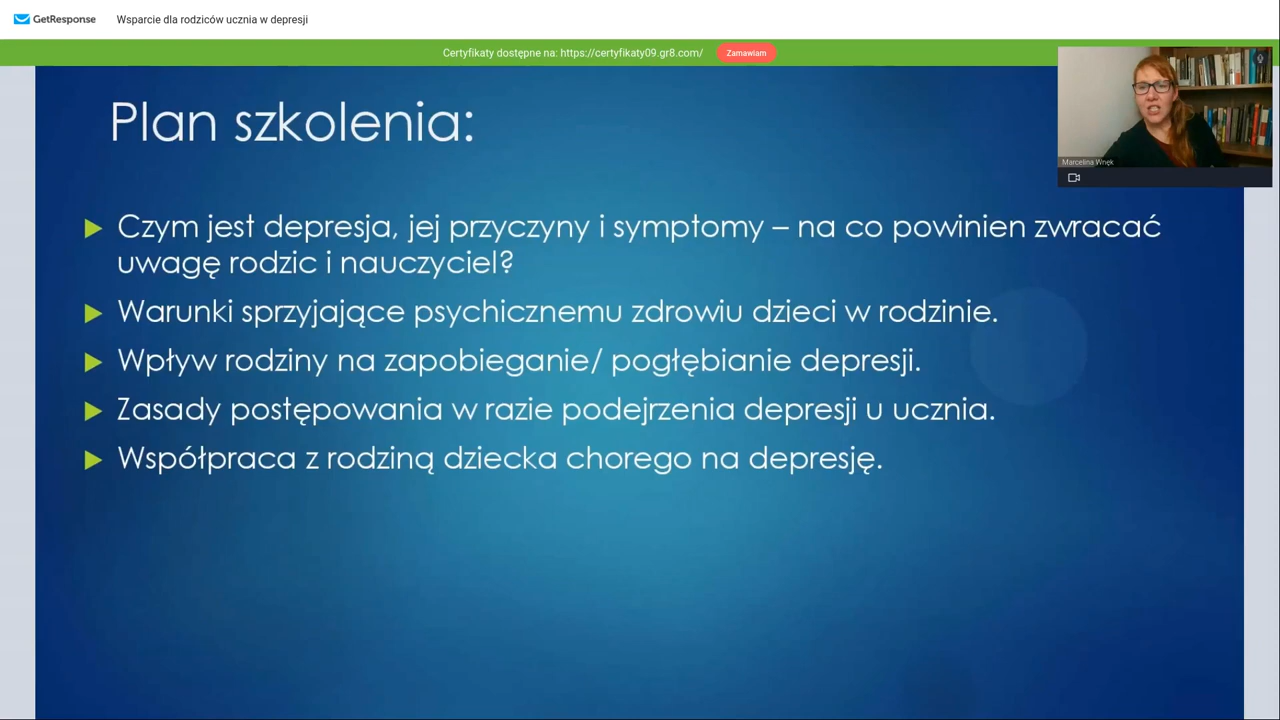 GetResponse Wsparcie dla rodziców ucznia w depresji
Certyfikaty dostępne na: https://certyfikaty09.gr8.com/ Zamawiam
Plan szkolenia:
Marcelina Wnęk
Czym jest depresja, jej przyczyny i symptomy – na co powinien zwracać
uwagę rodzic i nauczyciel?
Warunki sprzyjające psychicznemu zdrowiu dzieci w rodzinie.
Wpływ rodziny na zapobieganie/ pogłębianie depresji.
Zasady postępowania w razie podejrzenia depresji u ucznia.
Współpraca z rodziną dziecka chorego na depresję.